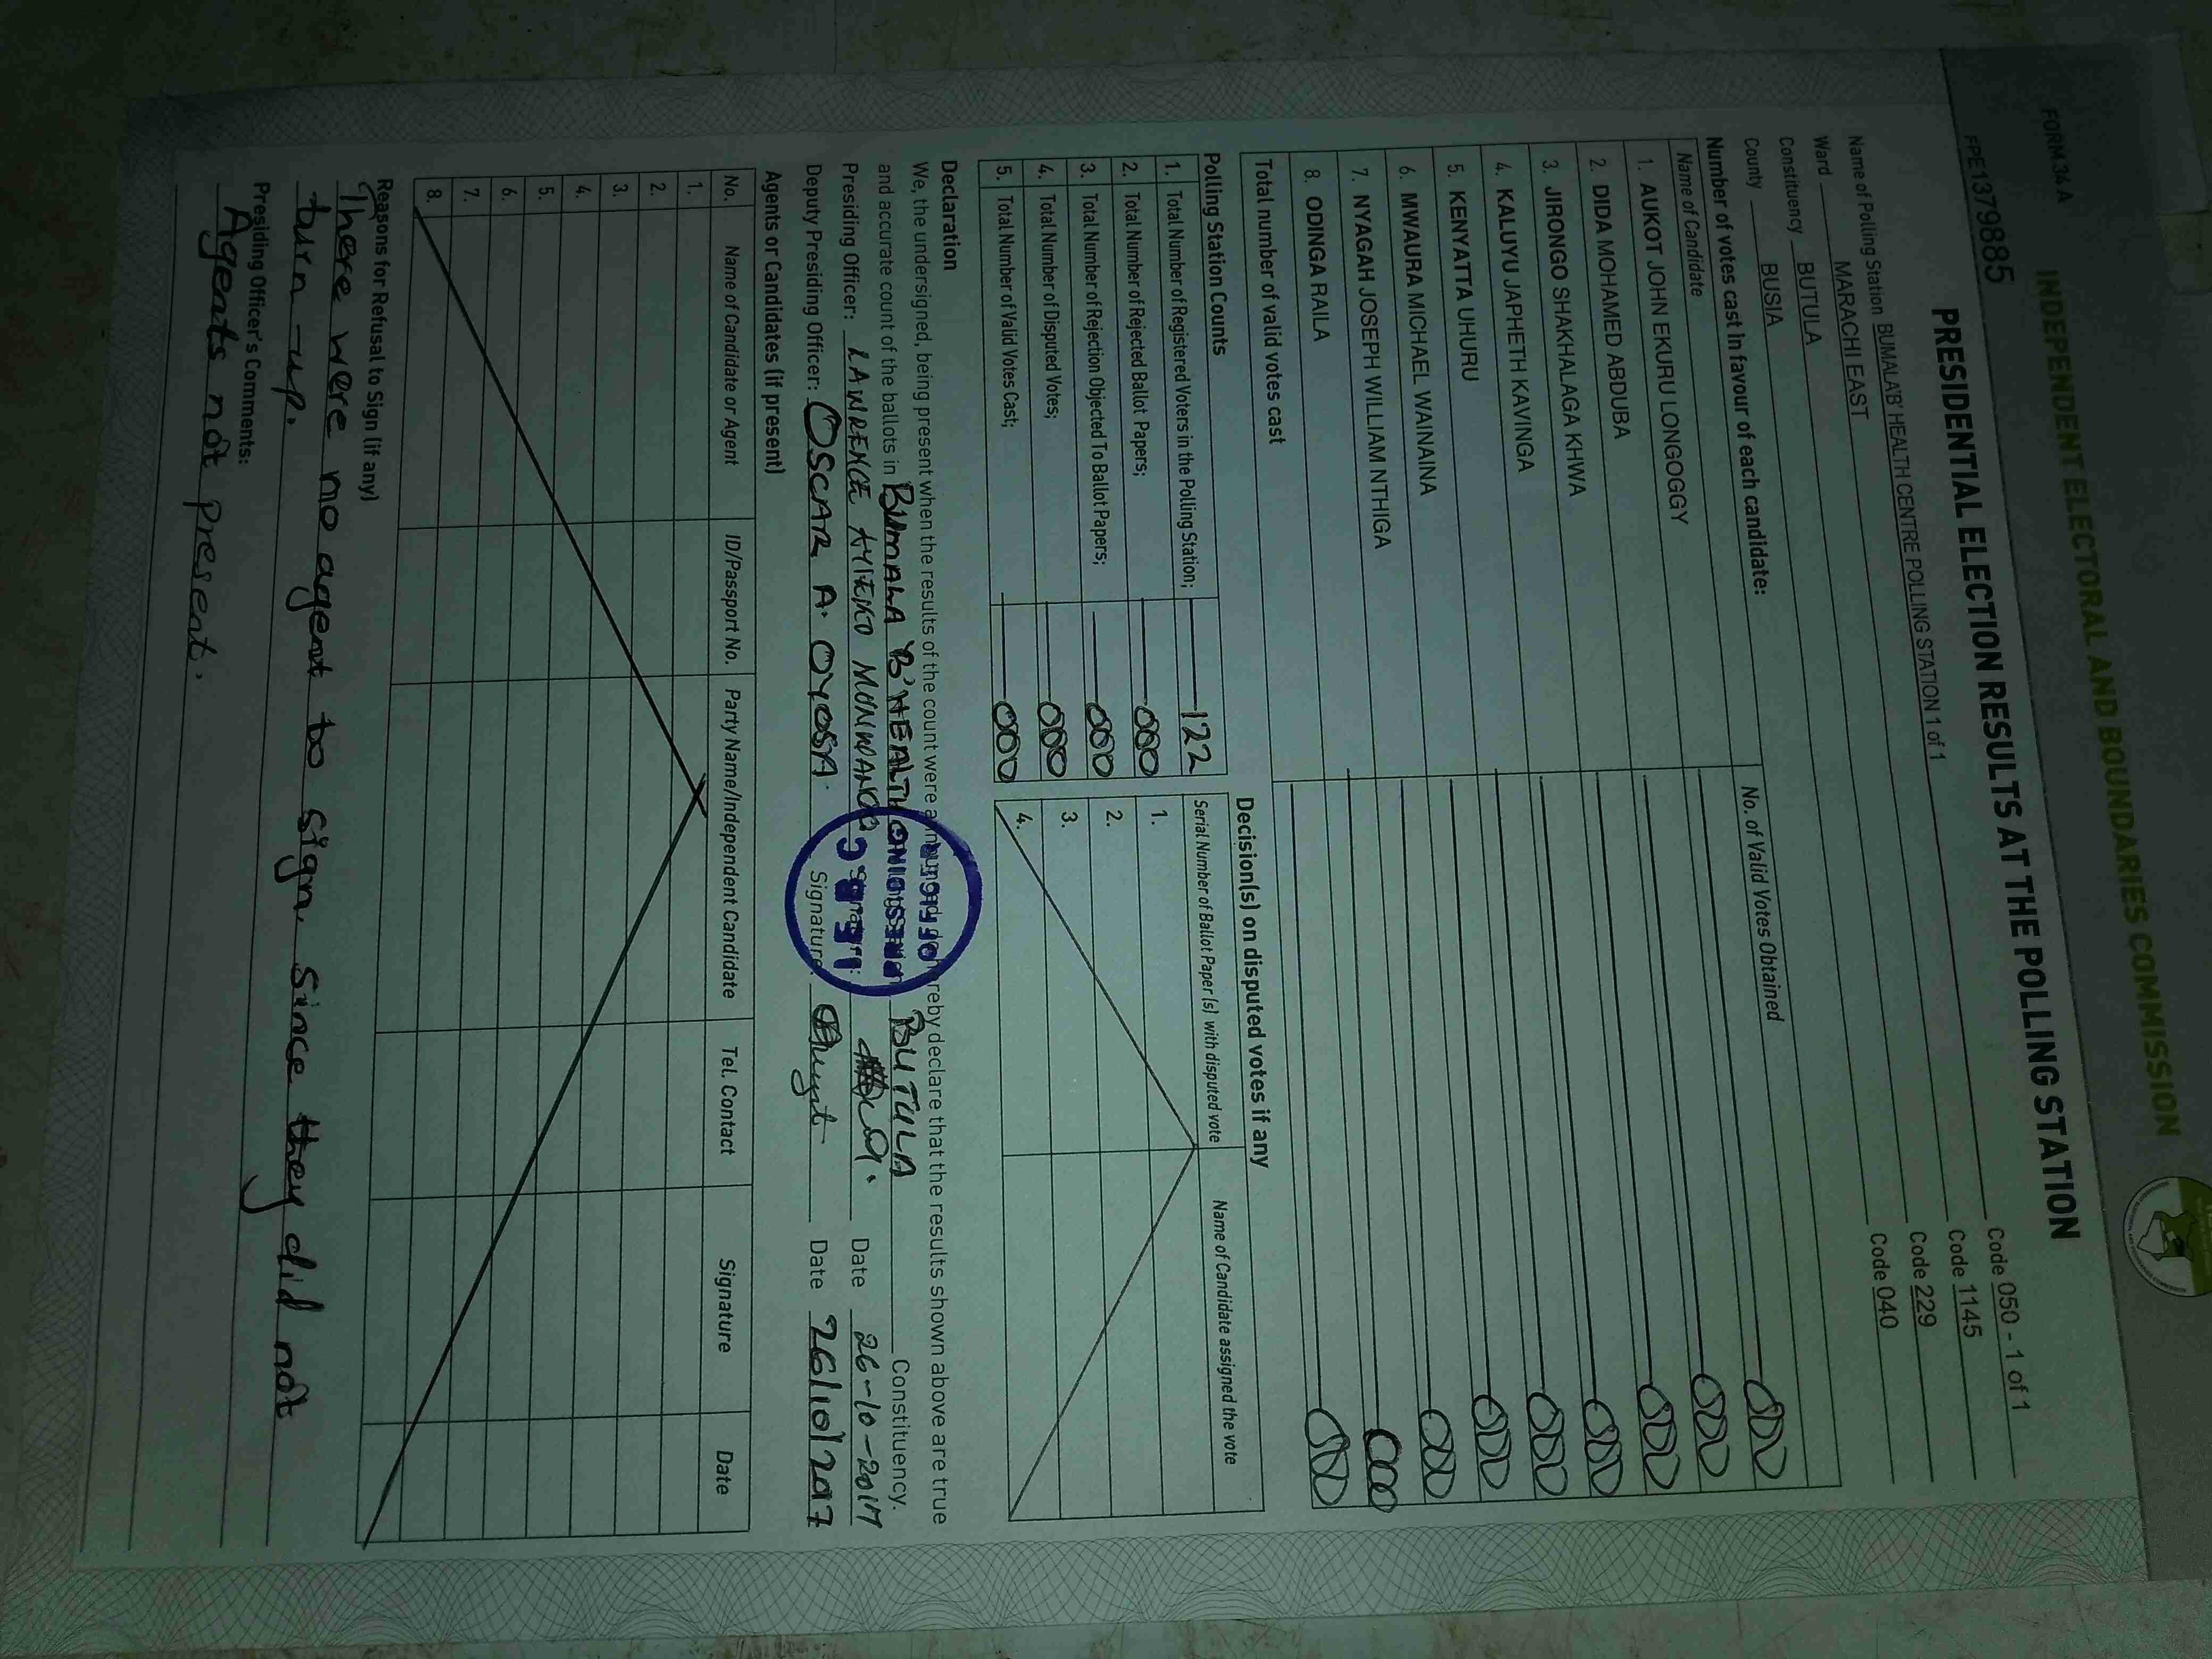 FORM 34 A
INDEPENDENT ELECTORAL AND BOUNDARIES COMMISSION
FPE1379885
PRESIDENTIAL ELECTION RESULTS AT THE POLLING STATION
Name of Polling Station BUMALA'B' HEALTH CENTRE POLLING STATION 1 of 1 Code 050 - 1 of 1
Ward MARACHI EAST Code 1145
Constituency BUTULA Code 229
County BUSIA Code 040
Number of votes cast in favour of each candidate:
Name of Candidate No. of Valid Votes Obtained
1. AUKOT JOHN EKURU LONGOGGY 000
2. DIDA MOHAMED ABDUBA 000
3. JIRONGO SHAKHALAGA KHWA 000
4. KALUYU JAPHETH KAVINGA 000
5. KENYATTA UHURU 000
6. MWAURA MICHAEL WAINAINA 000
7. NYAGAH JOSEPH WILLIAM NTHIGA 000
8. ODINGA RAILA 000
Total number of valid votes cast 000
Polling Station Counts
1. Total Number of Registered Voters in the Polling Station; 122
2. Total Number of Rejected Ballot Papers; 000
3. Total Number of Rejection Objected To Ballot Papers; 000
4. Total Number of Disputed Votes; 000
5. Total Number of Valid Votes Cast; 000
Decision(s) on disputed votes if any
Serial Number of Ballot Paper (s) with disputed vote Name of Candidate assigned the vote
1.
2.
3.
4.
Declaration
We, the undersigned, being present when the results of the count were announced, do hereby declare that the results shown above are true
and accurate count of the ballots in BUMALA 'B' HEALTH BUTULA Constituency.
Presiding Officer: LAWRENCE AYIEKO Signature: Date 26-10-2017
Deputy Presiding Officer: OSCAR A. OYOSA. Signature: Date 26/10/2017
I.E.B.C
PRESIDING
OFFICER
Agents or Candidates (if present)
No. Name of Candidate or Agent ID/Passport No. Party Name/Independent Candidate Tel. Contact Signature Date
1.
2.
3.
4.
5.
6.
7.
8.
Reasons for Refusal to Sign (if any)
There were no agent to sign, since they did not
turn-up.
Presiding Officer's Comments:
Agents not present.